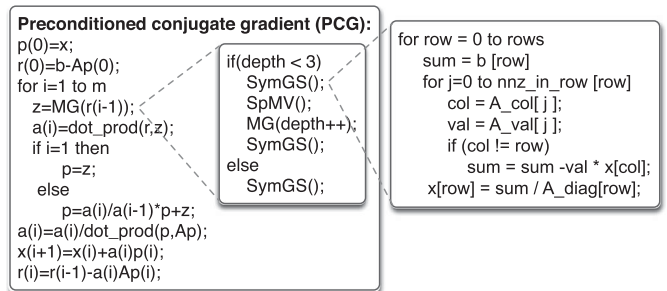 Preconditioned conjugate gradient (PCG):
p(0)=x;
r(0)=b-Ap(0);
for i=1 to m
z=MG(r(i-1));
a(i)=dot_prod(r,z);
if i=1 then
p=z;
else
p=a(i)/a(i-1)*p+z;
a(i)=a(i)/dot_prod(p,Ap);
x(i+1)=x(i)+a(i)p(i);
r(i)=r(i-1)-a(i)Ap(i);
if(depth < 3)
SymGS();
SpMV();
MG(depth++);
SymGS();
else
SymGS();
for row = 0 to rows
sum = b [row]
for j=0 to nnz_in_row [row]
col = A_col[ j ];
val = A_val[ j ];
if (col != row)
sum = sum -val * x[col];
x[row] = sum / A_diag[row];